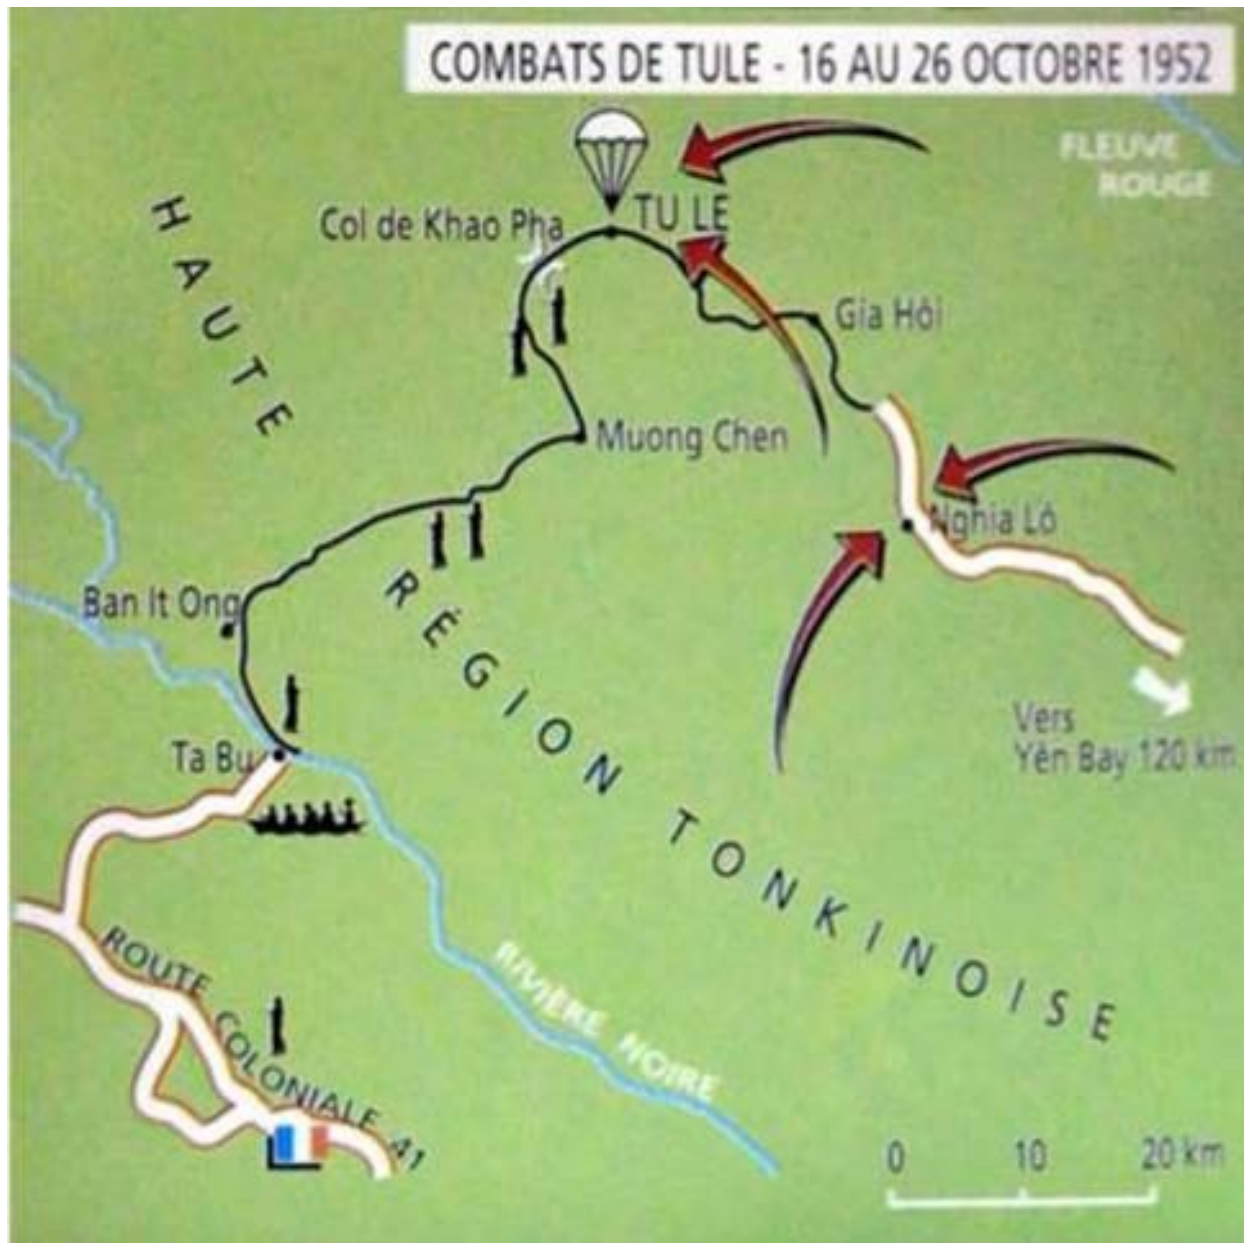 COMBATS DE TULE - 16 AU 26 OCTOBRE 1952
FLEUVE
ROUGE
Col de Khao Pha
TU LE
HAUTE
Gia Hôi
Muong Chen
Nghia Lô
Ban It Ong
RÉGION
Vers
Yên Bay 120 km
Ta Bu
TONKINOISE
ROUTE COLONIALE 41
RIVIÈRE NOIRE
0 10 20 km